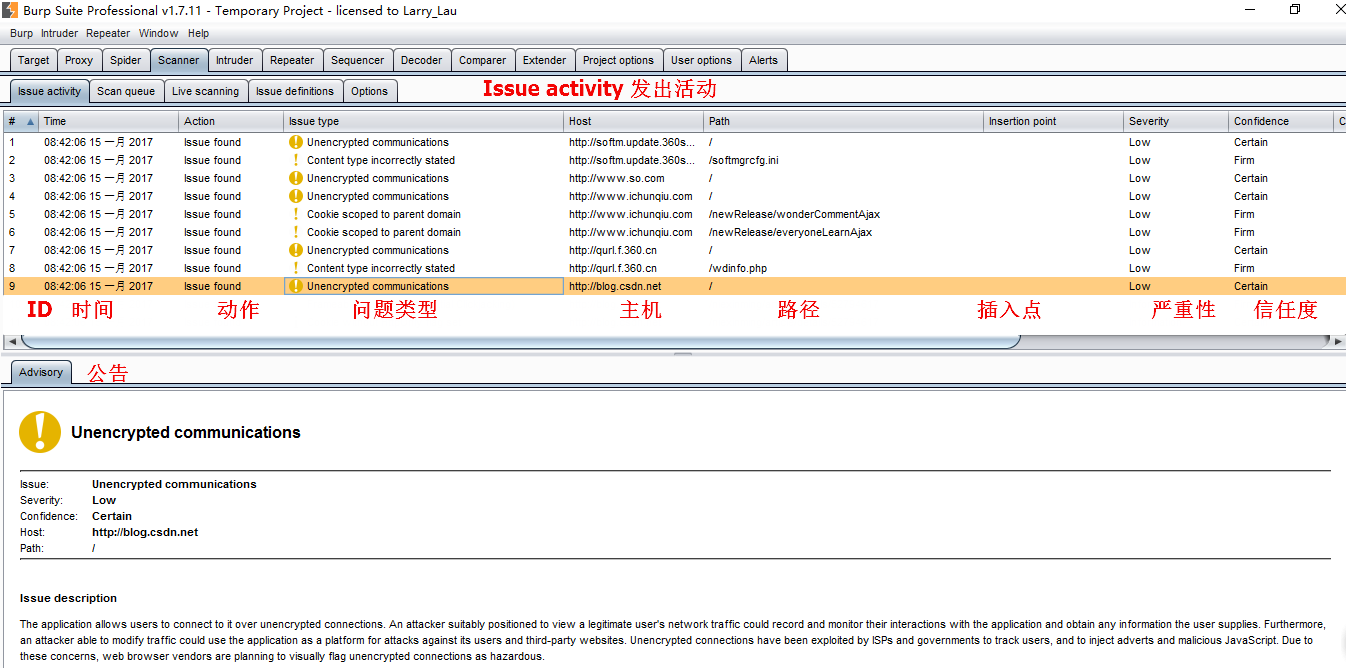 Burp Suite Professional v1.7.11 - Temporary Project - licensed to Larry_Lau
Burp Intruder Repeater Window Help
Target Proxy Spider Scanner Intruder Repeater Sequencer Decoder Comparer Extender Project options User options Alerts
Issue activity Scan queue Live scanning Issue definitions Options Issue activity 发出活动
# Time Action Issue type Host Path Insertion point Severity Confidence C
1 08:42:06 15 一月 2017 Issue found Unencrypted communications http://softm.update.360s... / Low Certain
2 08:42:06 15 一月 2017 Issue found Content type incorrectly stated http://softm.update.360s... /softmgrcfg.ini Low Firm
3 08:42:06 15 一月 2017 Issue found Unencrypted communications http://www.so.com / Low Certain
4 08:42:06 15 一月 2017 Issue found Unencrypted communications http://www.ichunqiu.com / Low Certain
5 08:42:06 15 一月 2017 Issue found Cookie scoped to parent domain http://www.ichunqiu.com /newRelease/wonderCommentAjax Low Firm
6 08:42:06 15 一月 2017 Issue found Cookie scoped to parent domain http://www.ichunqiu.com /newRelease/everyoneLearnAjax Low Firm
7 08:42:06 15 一月 2017 Issue found Unencrypted communications http://qurl.f.360.cn / Low Certain
8 08:42:06 15 一月 2017 Issue found Content type incorrectly stated http://qurl.f.360.cn /wdinfo.php Low Firm
9 08:42:06 15 一月 2017 Issue found Unencrypted communications http://blog.csdn.net / Low Certain
ID 时间 动作 问题类型 主机 路径 插入点 严重性 信任度
Advisory 公告
Unencrypted communications
Issue: Unencrypted communications
Severity: Low
Confidence: Certain
Host: http://blog.csdn.net
Path: /
Issue description
The application allows users to connect to it over unencrypted connections. An attacker suitably positioned to view a legitimate user's network traffic could record and monitor their interactions with the application and obtain any information the user supplies. Furthermore,
an attacker able to modify traffic could use the application as a platform for attacks against its users and third-party websites. Unencrypted connections have been exploited by ISPs and governments to track users, and to inject adverts and malicious JavaScript. Due to
these concerns, web browser vendors are planning to visually flag unencrypted connections as hazardous.